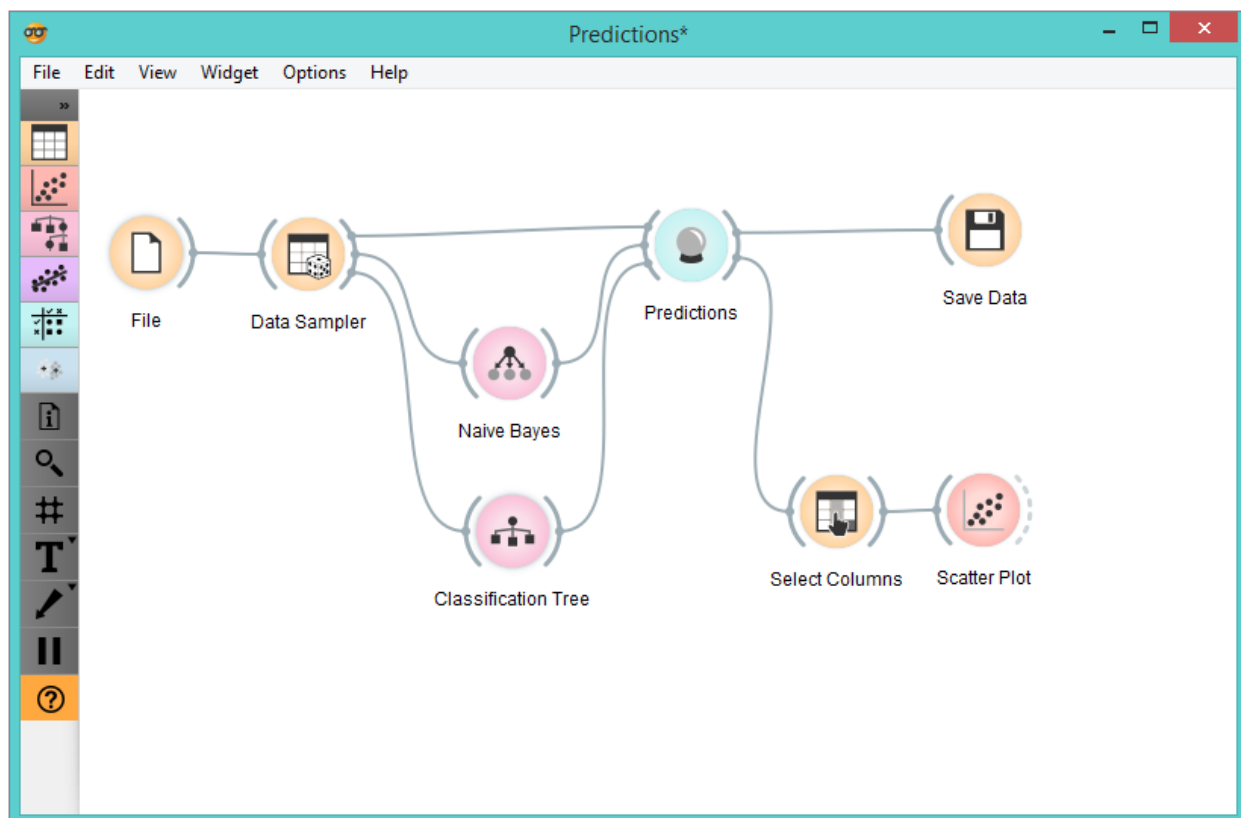 Predictions*
File Edit View Widget Options Help
File
Data Sampler
Predictions
Save Data
Naive Bayes
Classification Tree
Select Columns
Scatter Plot